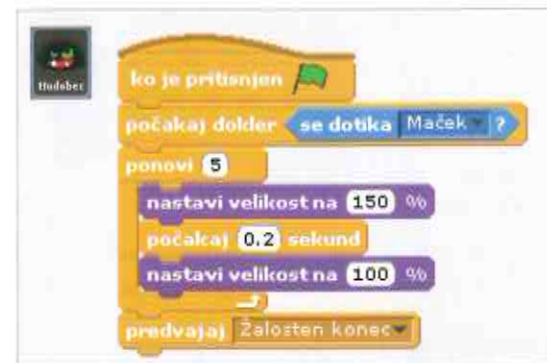 Hudobec
ko je pritisnjen
počakaj dokler se dotika Maček ?
ponovi 5
nastavi velikost na 150 %
počakaj 0.2 sekund
nastavi velikost na 100 %
predvajaj Žalosten konec